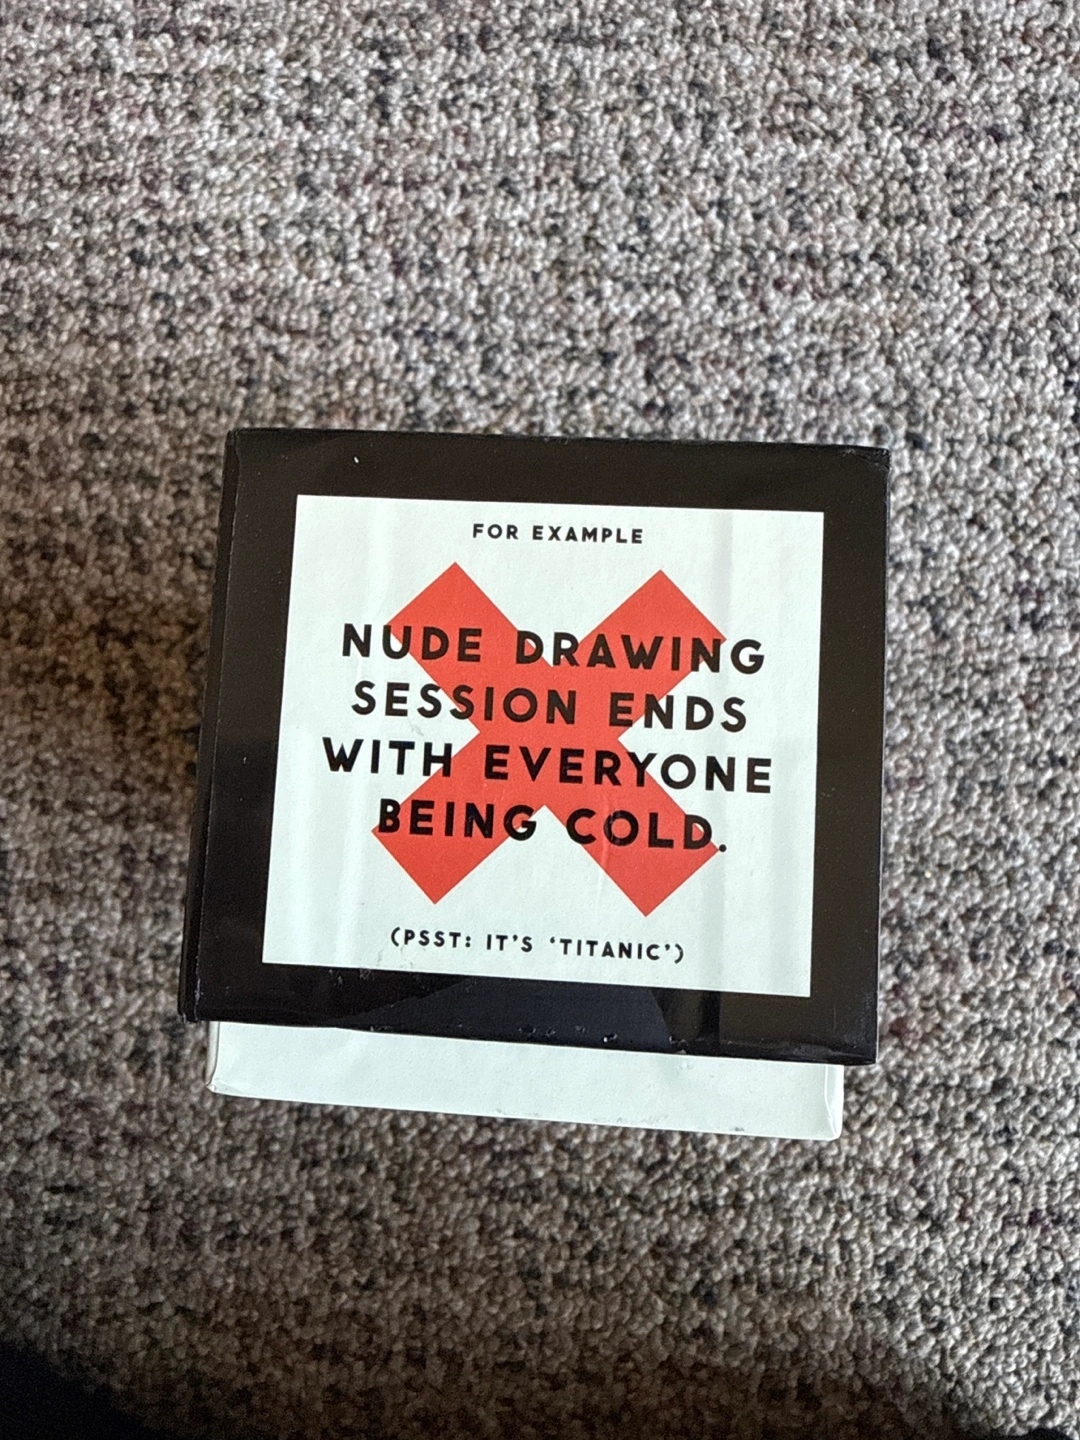 FOR EXAMPLE
NUDE DRAWING
SESSION ENDS
WITH EVERYONE
BEING COLD.
(PSST: IT'S ‘TITANIC’)